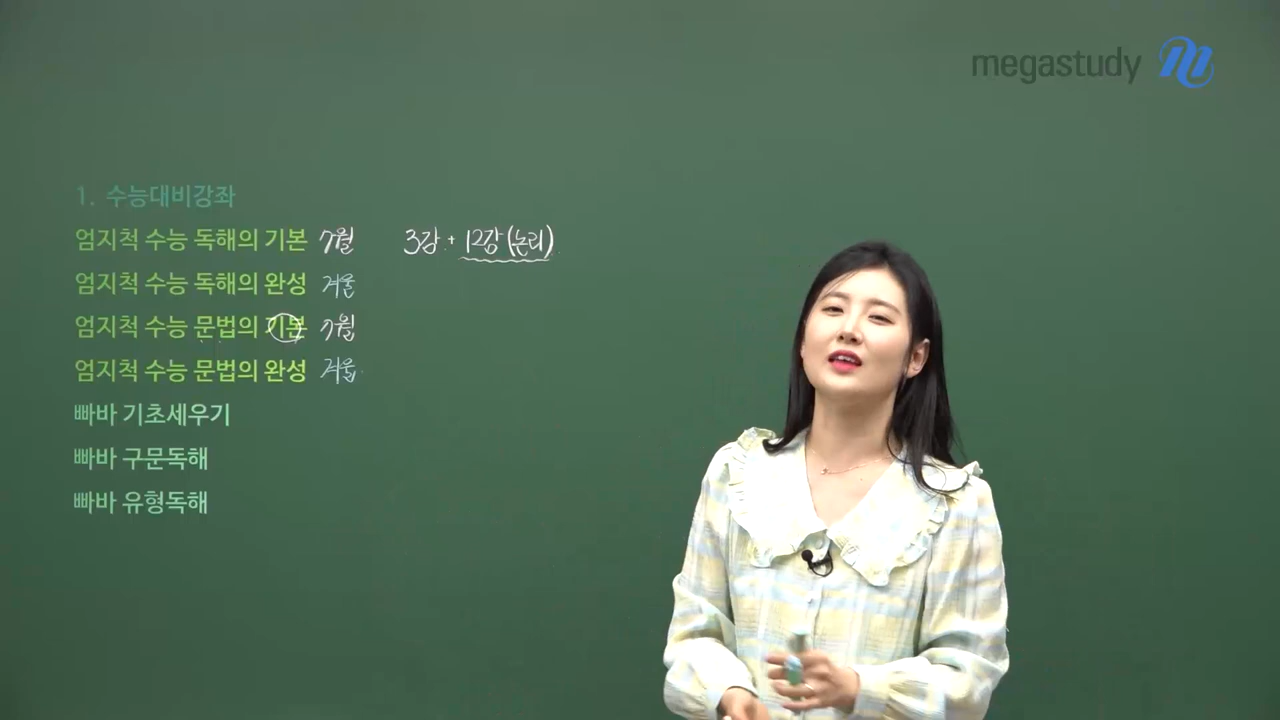 megastudy
1. 수능대비강좌
엄지척 수능 독해의 기본 7월 3강 + 12강 (논리)
엄지척 수능 독해의 완성 겨울
엄지척 수능 문법의 기본 7월
엄지척 수능 문법의 완성 겨울
빠바 기초세우기
빠바 구문독해
빠바 유형독해